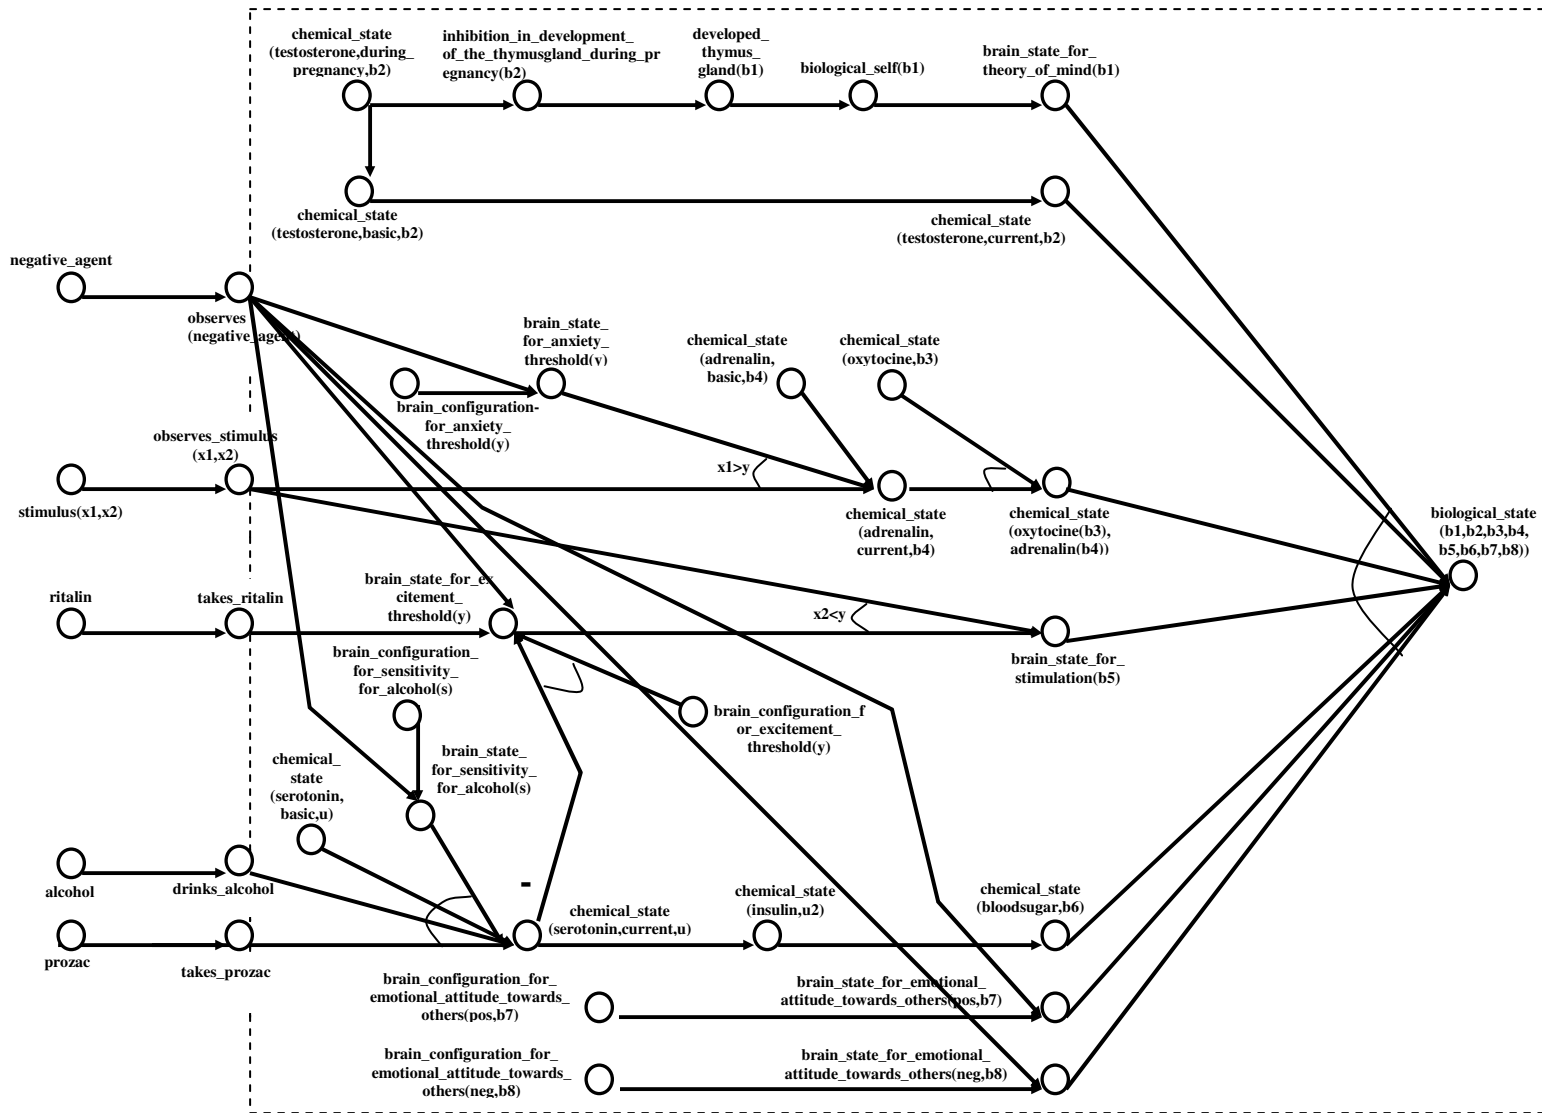 chemical_state
(testosterone,during_
pregnancy,b2)
inhibition_in_development_
of_the_thymusgland_during_pr
egnancy(b2)
developed_
thymus_
gland(b1)
biological_self(b1)
brain_state_for_
theory_of_mind(b1)
chemical_state
(testosterone,basic,b2)
chemical_state
(testosterone,current,b2)
negative_agent
observes
(negative_agent)
brain_state_
for_anxiety_
threshold(y)
chemical_state
(adrenalin,
basic,b4)
chemical_state
(oxytocine,b3)
brain_configuration-
for_anxiety_
threshold(y)
observes_stimulus
(x1,x2)
x1>y
stimulus(x1,x2)
chemical_state
(adrenalin,
current,b4)
chemical_state
(oxytocine(b3),
adrenalin(b4))
biological_state
(b1,b2,b3,b4,
b5,b6,b7,b8))
ritalin
takes_ritalin
brain_state_for_ex
citement_
threshold(y)
x2<y
brain_configuration_
for_sensitivity_
for_alcohol(s)
brain_state_for_
stimulation(b5)
brain_configuration_f
or_excitement_
threshold(y)
chemical_
state
(serotonin,
basic,u)
brain_state_
for_sensitivity_
for_alcohol(s)
alcohol
drinks_alcohol
-
chemical_state
(serotonin,current,u)
chemical_state
(insulin,u2)
chemical_state
(bloodsugar,b6)
prozac
takes_prozac
brain_configuration_for_
emotional_attitude_towards_
others(pos,b7)
brain_state_for_emotional_
attitude_towards_others(pos,b7)
brain_configuration_for_
emotional_attitude_towards_
others(neg,b8)
brain_state_for_emotional_
attitude_towards_others(neg,b8)